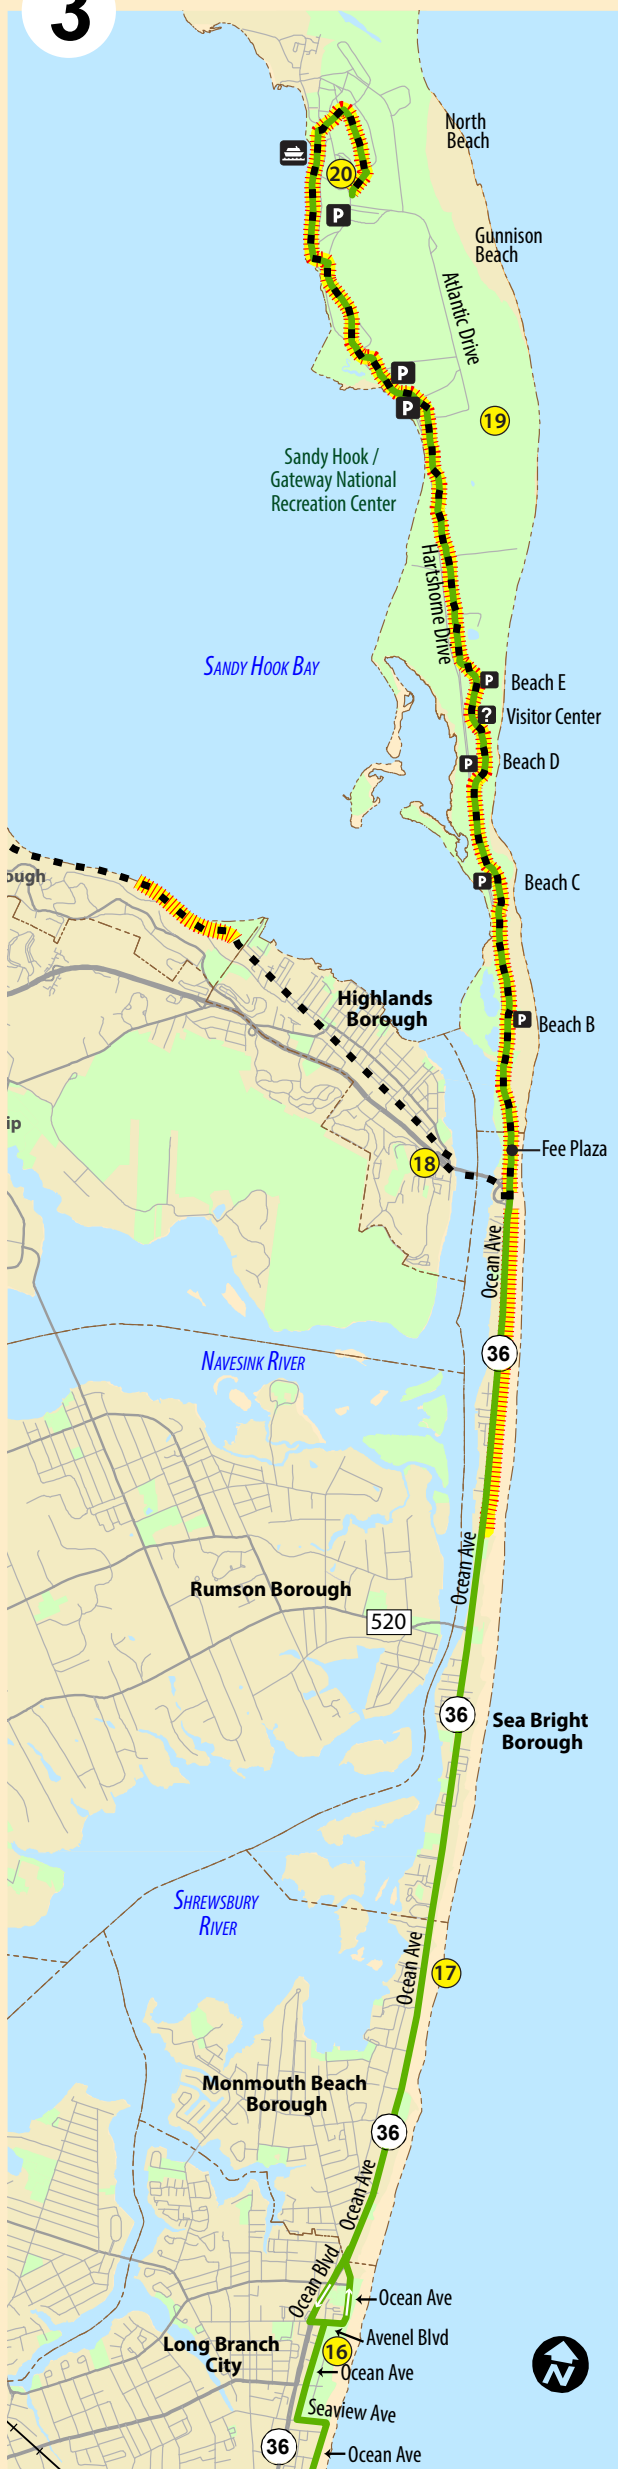 3
North
Beach
20
P
Gunnison
Beach
Atlantic Drive
P
P
19
Sandy Hook /
Gateway National
Recreation Center
Hartshorne Drive
SANDY HOOK BAY
P
Beach E
?
Visitor Center
P
Beach D
ough
P
Beach C
Highlands
Borough
P
Beach B
ip
Fee Plaza
18
Ocean Ave
36
NAVESINK RIVER
Ocean Ave
Rumson Borough
520
36
Sea Bright
Borough
SHREWSBURY
RIVER
Ocean Ave
17
Monmouth Beach
Borough
36
Ocean Ave
Ocean Blvd
Ocean Ave
Avenel Blvd
Long Branch
City
16
Ocean Ave
N
Seaview Ave
36
Ocean Ave